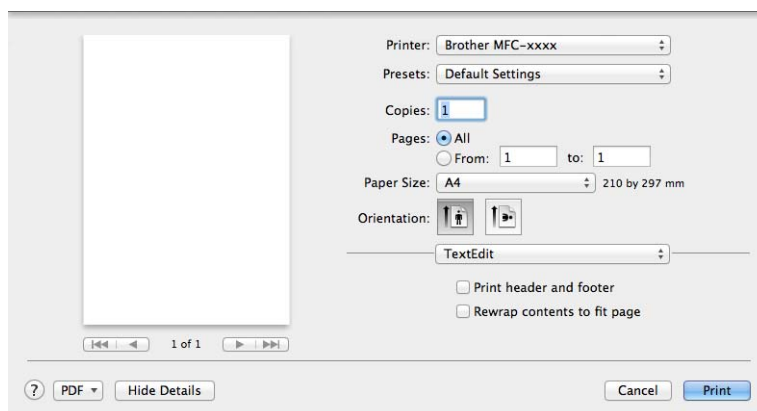 Printer: Brother MFC-xxxx
Presets: Default Settings
Copies: 1
Pages: All
From: 1 to: 1
Paper Size: A4 210 by 297 mm
Orientation:
TextEdit
Print header and footer
Rewrap contents to fit page
1 of 1
? PDF Hide Details Cancel Print